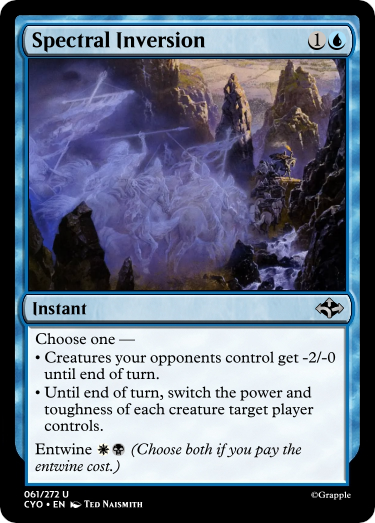 Spectral Inversion 1
Instant
Choose one —
• Creatures your opponents control get -2/-0
until end of turn.
• Until end of turn, switch the power and
toughness of each creature target player
controls.
Entwine (Choose both if you pay the
entwine cost.)
061/272 U
CYO • EN Ted Naismith
©Grapple